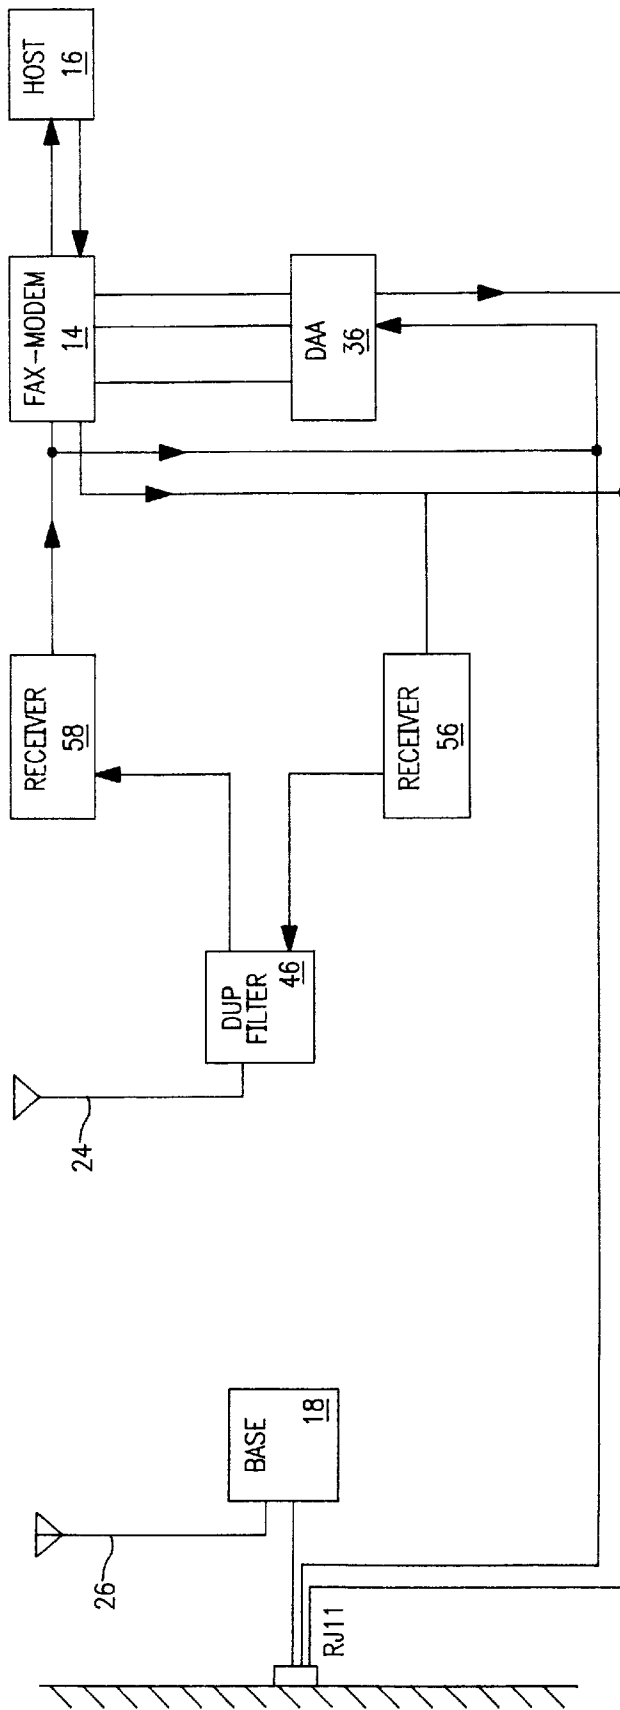 26
BASE
18
RJ11
24
DUP
FILTER
46
RECEIVER
58
RECEIVER
56
FAX-MODEM
14
DAA
36
HOST
16